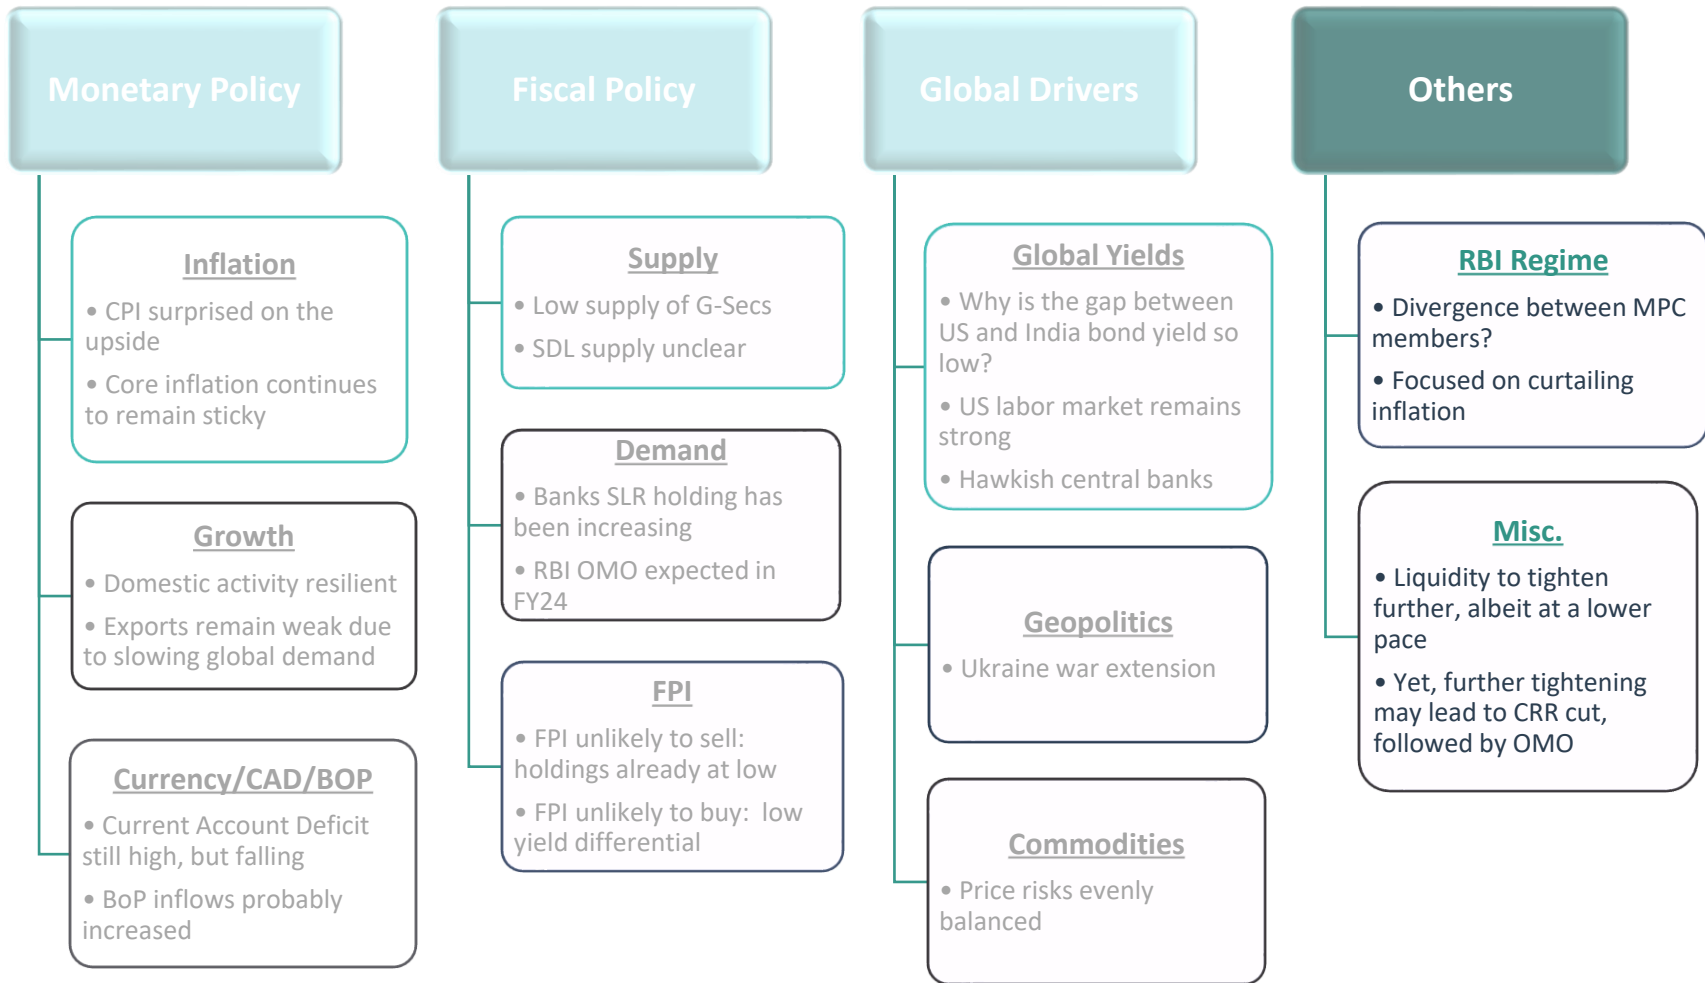 Monetary Policy
Inflation
• CPI surprised on the
upside
• Core inflation continues
to remain sticky
Growth
• Domestic activity resilient
• Exports remain weak due
to slowing global demand
Currency/CAD/BOP
• Current Account Deficit
still high, but falling
• BoP inflows probably
increased
Fiscal Policy
Supply
• Low supply of G-Secs
• SDL supply unclear
Demand
• Banks SLR holding has
been increasing
• RBI OMO expected in
FY24
FPI
• FPI unlikely to sell:
holdings already at low
• FPI unlikely to buy: low
yield differential
Global Drivers
Global Yields
• Why is the gap between
US and India bond yield so
low?
• US labor market remains
strong
• Hawkish central banks
Geopolitics
• Ukraine war extension
Commodities
• Price risks evenly
balanced
Others
RBI Regime
• Divergence between MPC
members?
• Focused on curtailing
inflation
Misc.
• Liquidity to tighten
further, albeit at a lower
pace
• Yet, further tightening
may lead to CRR cut,
followed by OMO